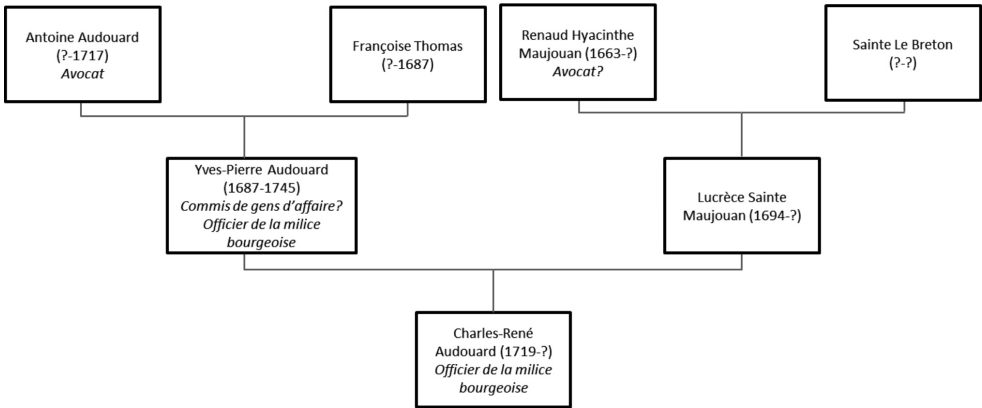 Antoine Audouard
(?-1717)
Avocat
Françoise Thomas
(?-1687)
Renaud Hyacinthe
Maujouan (1663-?)
Avocat?
Sainte Le Breton
(?-?)
Yves-Pierre Audouard
(1687-1745)
Commis de gens d’affaire?
Officier de la milice
bourgeoise
Lucrèce Sainte
Maujouan (1694-?)
Charles-René
Audouard (1719-?)
Officier de la milice
bourgeoise